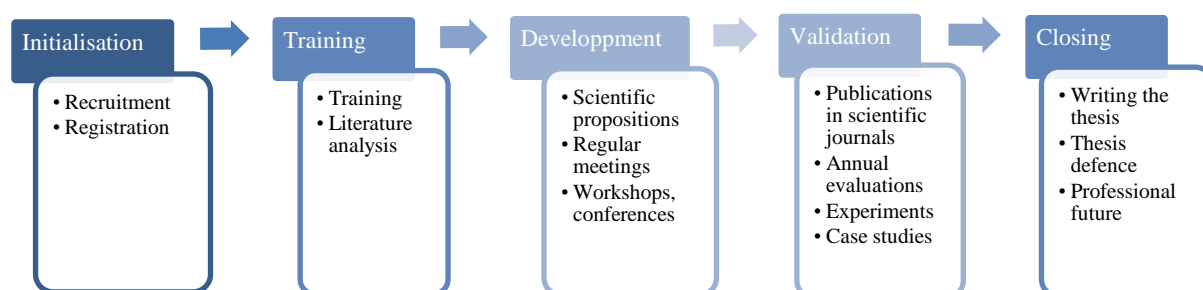 Initialisation
• Recruitment
• Registration
Training
• Training
• Literature
analysis
Developpment
• Scientific
propositions
• Regular
meetings
• Workshops,
conferences
Validation
• Publications
in scientific
journals
• Annual
evaluations
• Experiments
• Case studies
Closing
• Writing the
thesis
• Thesis
defence
• Professional
future